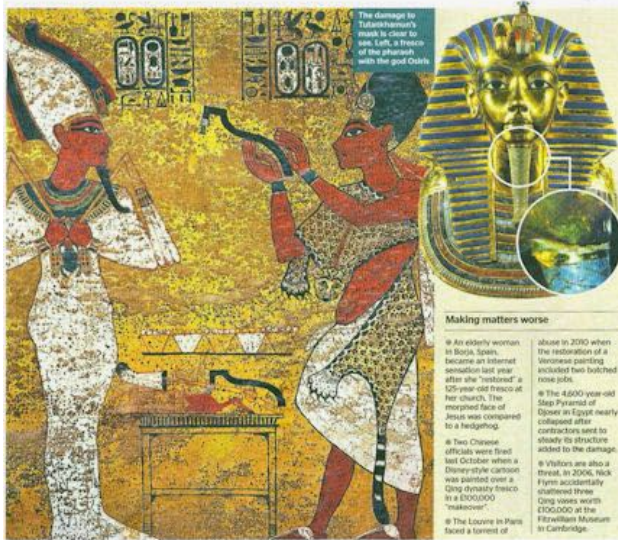 The damage to
Tutankhamun's
mask is clear to
see. Left, a fresco
of the pharaoh
with the god Osiris
Making matters worse
● An elderly woman
in Borja, Spain,
became an internet
sensation last year
after she "restored" a
125-year-old fresco at
her church. The
morphed face of
Jesus was compared
to a hedgehog.
● Two Chinese
officials were fired
last October when a
Disney-style cartoon
was painted over a
Qing dynasty fresco
in a £100,000
"makeover".
● The Louvre in Paris
faced a torrent of
abuse in 2010 when
the restoration of a
Veronese painting
included two botched
nose jobs.
● The 4,600-year-old
Step Pyramid of
Djoser in Egypt nearly
collapsed after
contractors sent to
steady its structure
added to the damage.
● Visitors are also a
threat. In 2006, Nick
Flynn accidentally
shattered three
Qing vases worth
£100,000 at the
Fitzwilliam Museum
in Cambridge.